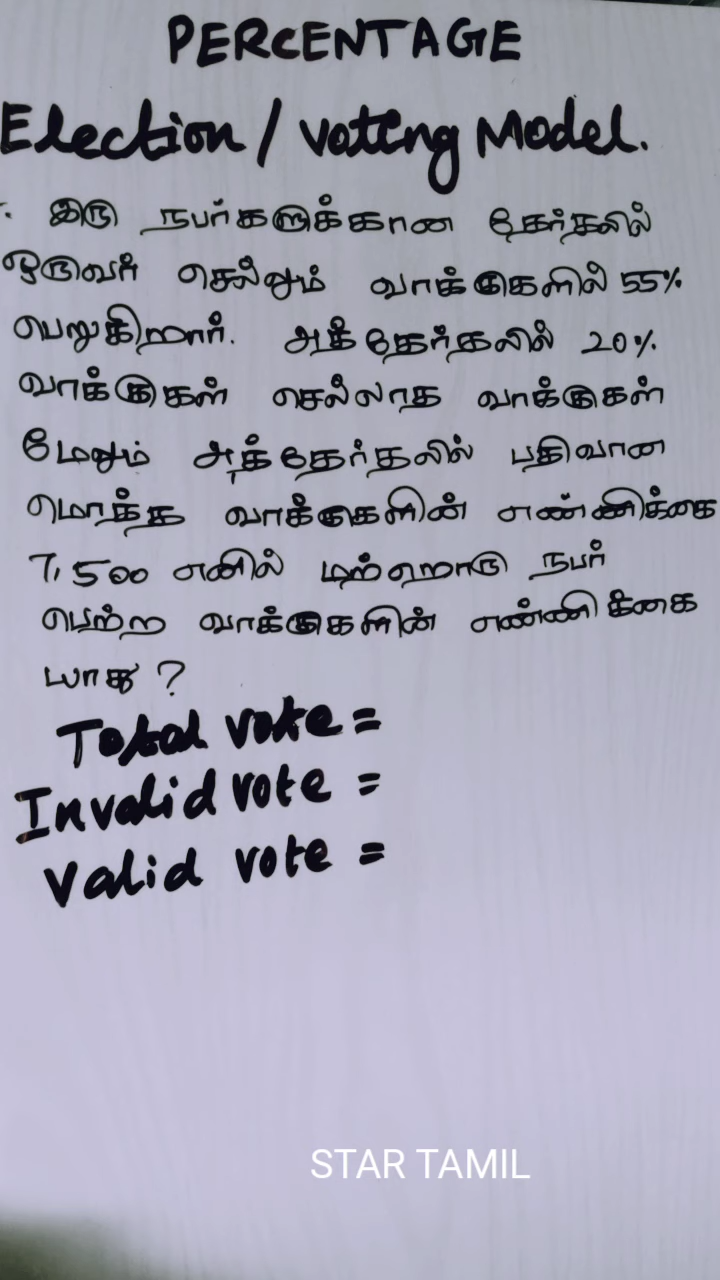 PERCENTAGE
Election / Voting Model.
இரு நபர்களுக்கான தேர்தலில்
ஒருவர் செல்லும் வாக்குகளில் 55%
பெறுகிறார். அத்தேர்தலில் 20%
வாக்குகள் செல்லாத வாக்குகள்
மேலும் அத்தேர்தலில் பதிவான
மொத்த வாக்குகளின் எண்ணிக்கை
7,500 எனில் மற்றொரு நபர்
பெற்ற வாக்குகளின் எண்ணிக்கை
யாது ?
Total vote =
Invalid vote =
Valid vote =
STAR TAMIL